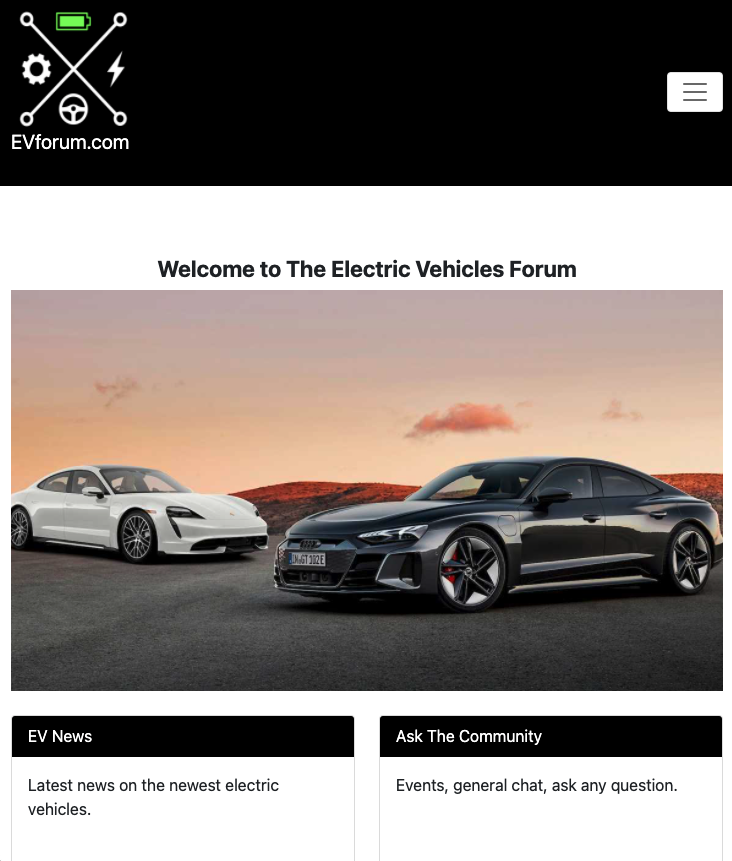 EVforum.com
Welcome to The Electric Vehicles Forum
IN GT 182E
EV News
Ask The Community
Latest news on the newest electric
vehicles.
Events, general chat, ask any question.